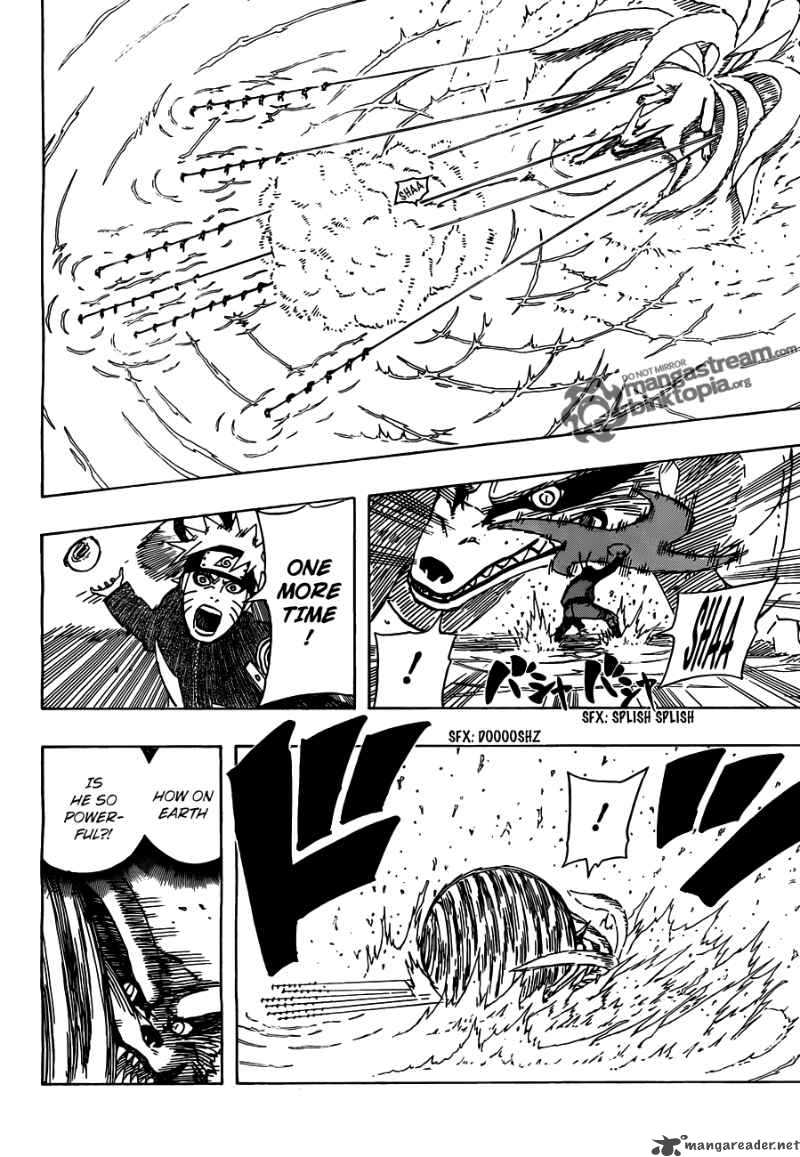 SHAA
DO NOT MIRROR
mangastream.com
binktopia.org
!
SHAA
バシャ バシャ
SFX: SPLISH SPLISH
ONE
MORE
TIME
!
SFX: DOOOOSHZ
!
ド
HOW ON
EARTH
IS
HE SO
POWER-
FUL?!
mangareader.net